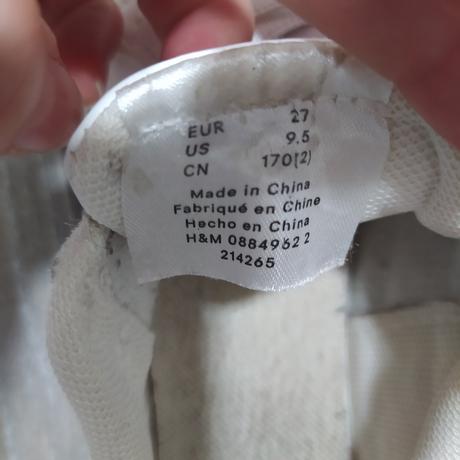 EUR 27
US 9.5
CN 170(2)
Made in China
Fabriqué en Chine
Hecho en China
H&M 0884962 2
214265